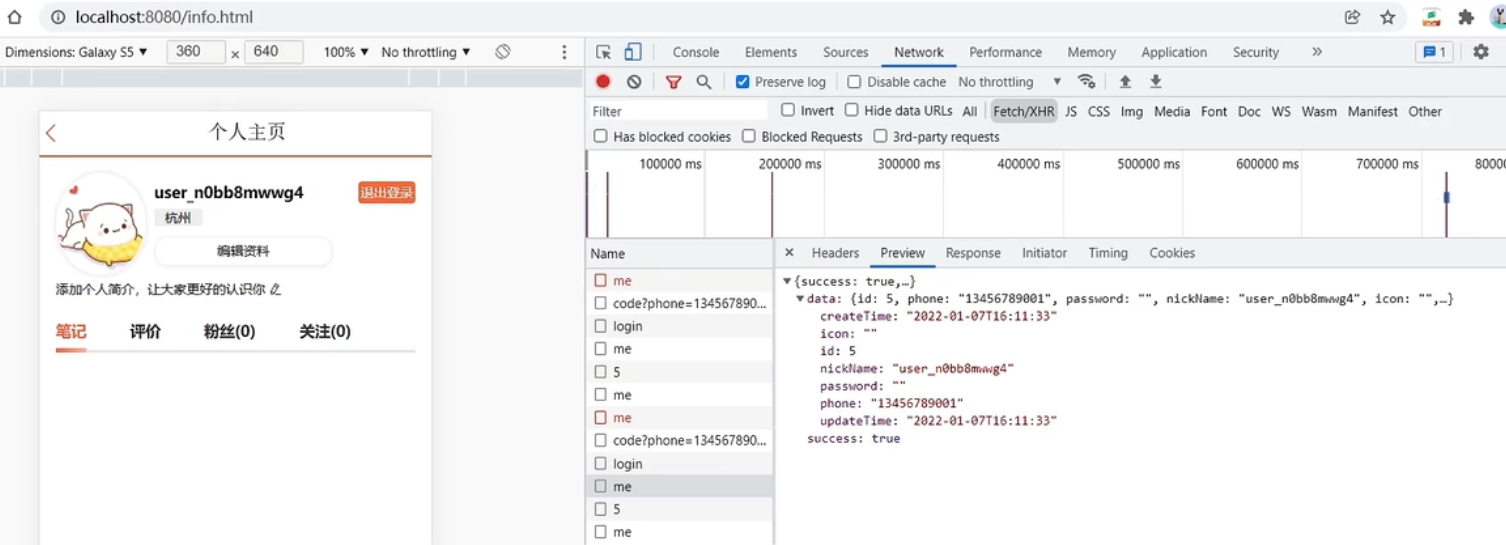 localhost:8080/info.html
Dimensions: Galaxy S5 ▼ 360 x 640 100% ▼ No throttling ▼
个人主页
user_n0bb8mwwg4
退出登录
杭州
编辑资料
添加个人简介，让大家更好的认识你
笔记 评价 粉丝(0) 关注(0)
Console Elements Sources Network Performance Memory Application Security » 1
Preserve log Disable cache No throttling ▼
Filter Invert Hide data URLs All Fetch/XHR JS CSS Img Media Font Doc WS Wasm Manifest Other
Has blocked cookies Blocked Requests 3rd-party requests
100000 ms 200000 ms 300000 ms 400000 ms 500000 ms 600000 ms 700000 ms 80000
Name
me
code?phone=134567890...
login
me
5
me
me
code?phone=134567890...
login
me
5
me
× Headers Preview Response Initiator Timing Cookies
▼{success: true,…}
▼data: {id: 5, phone: "13456789001", password: "", nickName: "user_n0bb8mwwg4", icon: "",…}
createTime: "2022-01-07T16:11:33"
icon: ""
id: 5
nickName: "user_n0bb8mwwg4"
password: ""
phone: "13456789001"
updateTime: "2022-01-07T16:11:33"
success: true